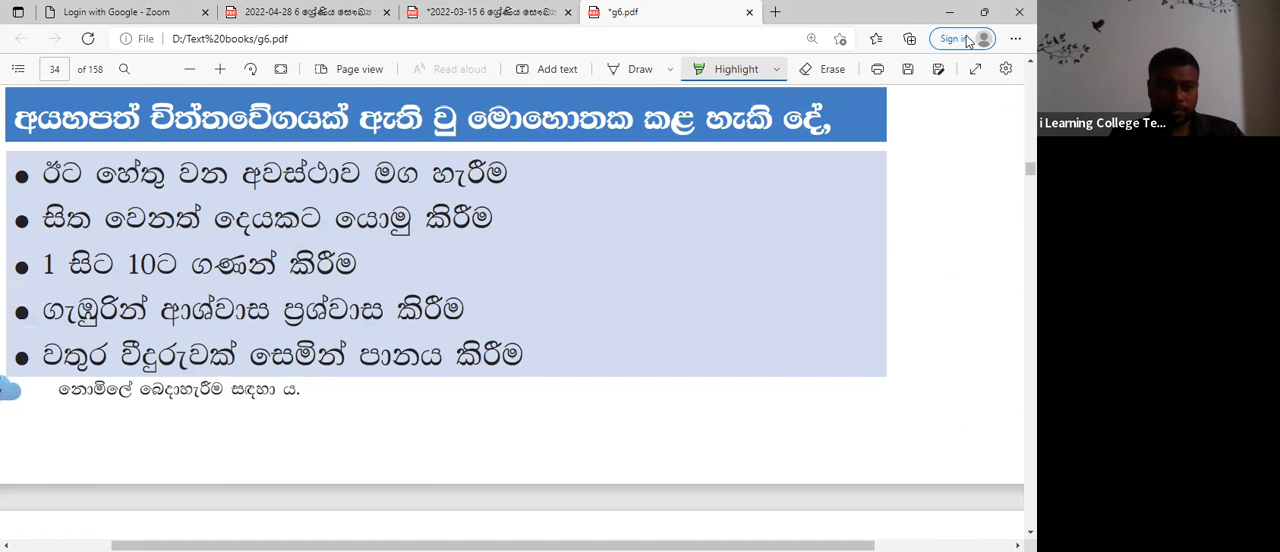 Login with Google - Zoom
2022-04-28 6 ශ්‍රේණිය සෞඛ්‍ය
*2022-03-15 6 ශ්‍රේණිය සෞඛ්‍ය
*g6.pdf
File D:/Text%20books/g6.pdf
Sign in
34 of 158
Page view
Read aloud
Add text
Draw
Highlight
Erase
අයහපත් චිත්තවේගයක් ඇති වු මොහොතක කළ හැකි දේ,
● ඊට හේතු වන අවස්ථාව මග හැරීම
● සිත වෙනත් දෙයකට යොමු කිරීම
● 1 සිට 10ට ගණන් කිරීම
● ගැඹුරින් ආශ්වාස ප්‍රශ්වාස කිරීම
● වතුර වීදුරුවක් සෙමින් පානය කිරීම
නොමිලේ බෙදාහැරීම සඳහා ය.
i Learning College Te...